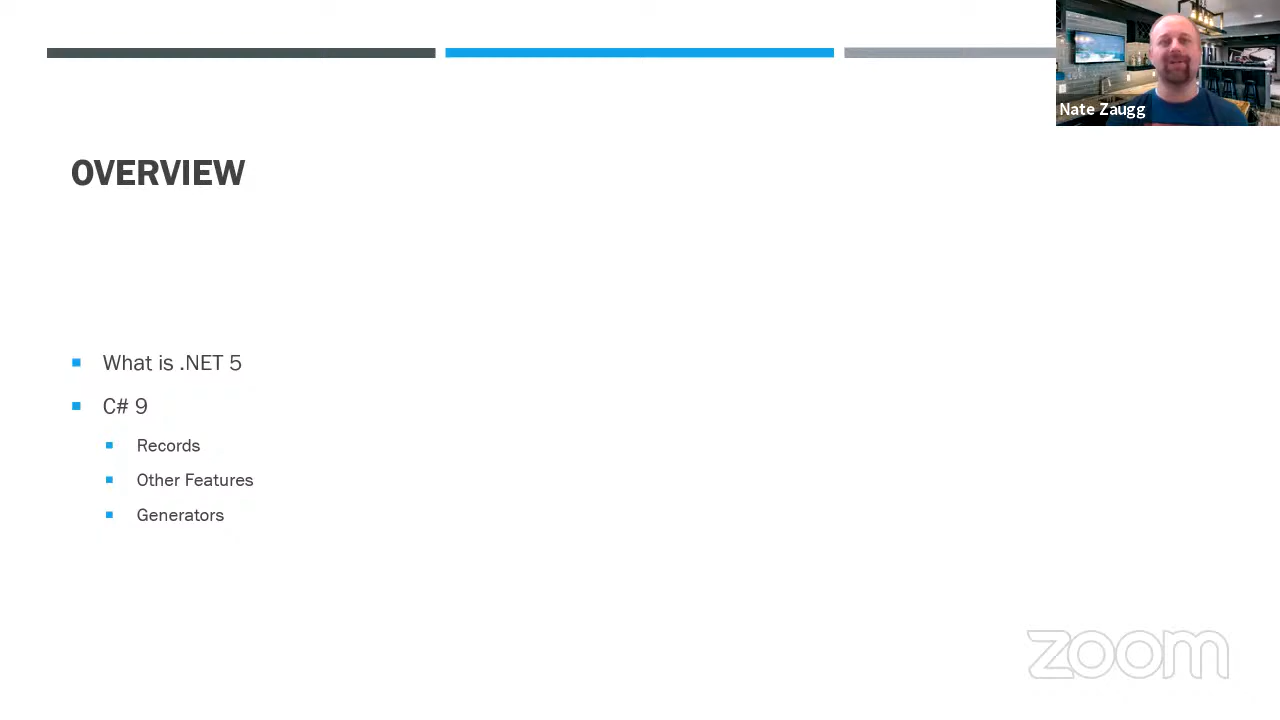 Nate Zaugg
OVERVIEW
What is .NET 5
C# 9
Records
Other Features
Generators
zoom